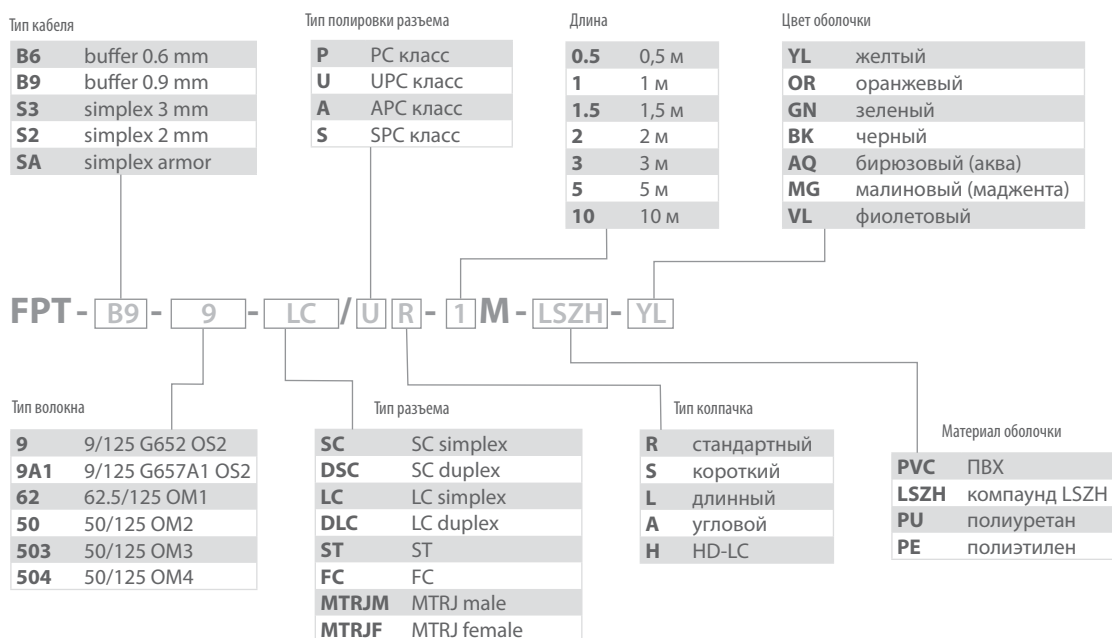 Тип кабеля
B6 buffer 0.6 mm
B9 buffer 0.9 mm
S3 simplex 3 mm
S2 simplex 2 mm
SA simplex armor
Тип полировки разъема
P PC класс
U UPC класс
A APC класс
S SPC класс
Длина
0.5 0,5 м
1 1 м
1.5 1,5 м
2 2 м
3 3 м
5 5 м
10 10 м
Цвет оболочки
YL желтый
OR оранжевый
GN зеленый
BK черный
AQ бирюзовый (аква)
MG малиновый (маджента)
VL фиолетовый
FPT - B9 - 9 - LC / U R - 1 M - LSZH - YL
Тип волокна
9 9/125 G652 OS2
9A1 9/125 G657A1 OS2
62 62.5/125 OM1
50 50/125 OM2
503 50/125 OM3
504 50/125 OM4
Тип разъема
SC SC simplex
DSC SC duplex
LC LC simplex
DLC LC duplex
ST ST
FC FC
MTRJM MTRJ male
MTRJF MTRJ female
Тип колпачка
R стандартный
S короткий
L длинный
A угловой
H HD-LC
Материал оболочки
PVC ПВХ
LSZH компаунд LSZH
PU полиуретан
PE полиэтилен